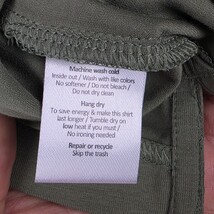 Machine wash cold
Inside out / Wash with like colors
No softener / Do not bleach /
Do not dry clean
Hang dry
To save energy & make this shirt
last longer / Tumble dry on
low heat if you must /
No ironing needed
Repair or recycle
Skip the trash